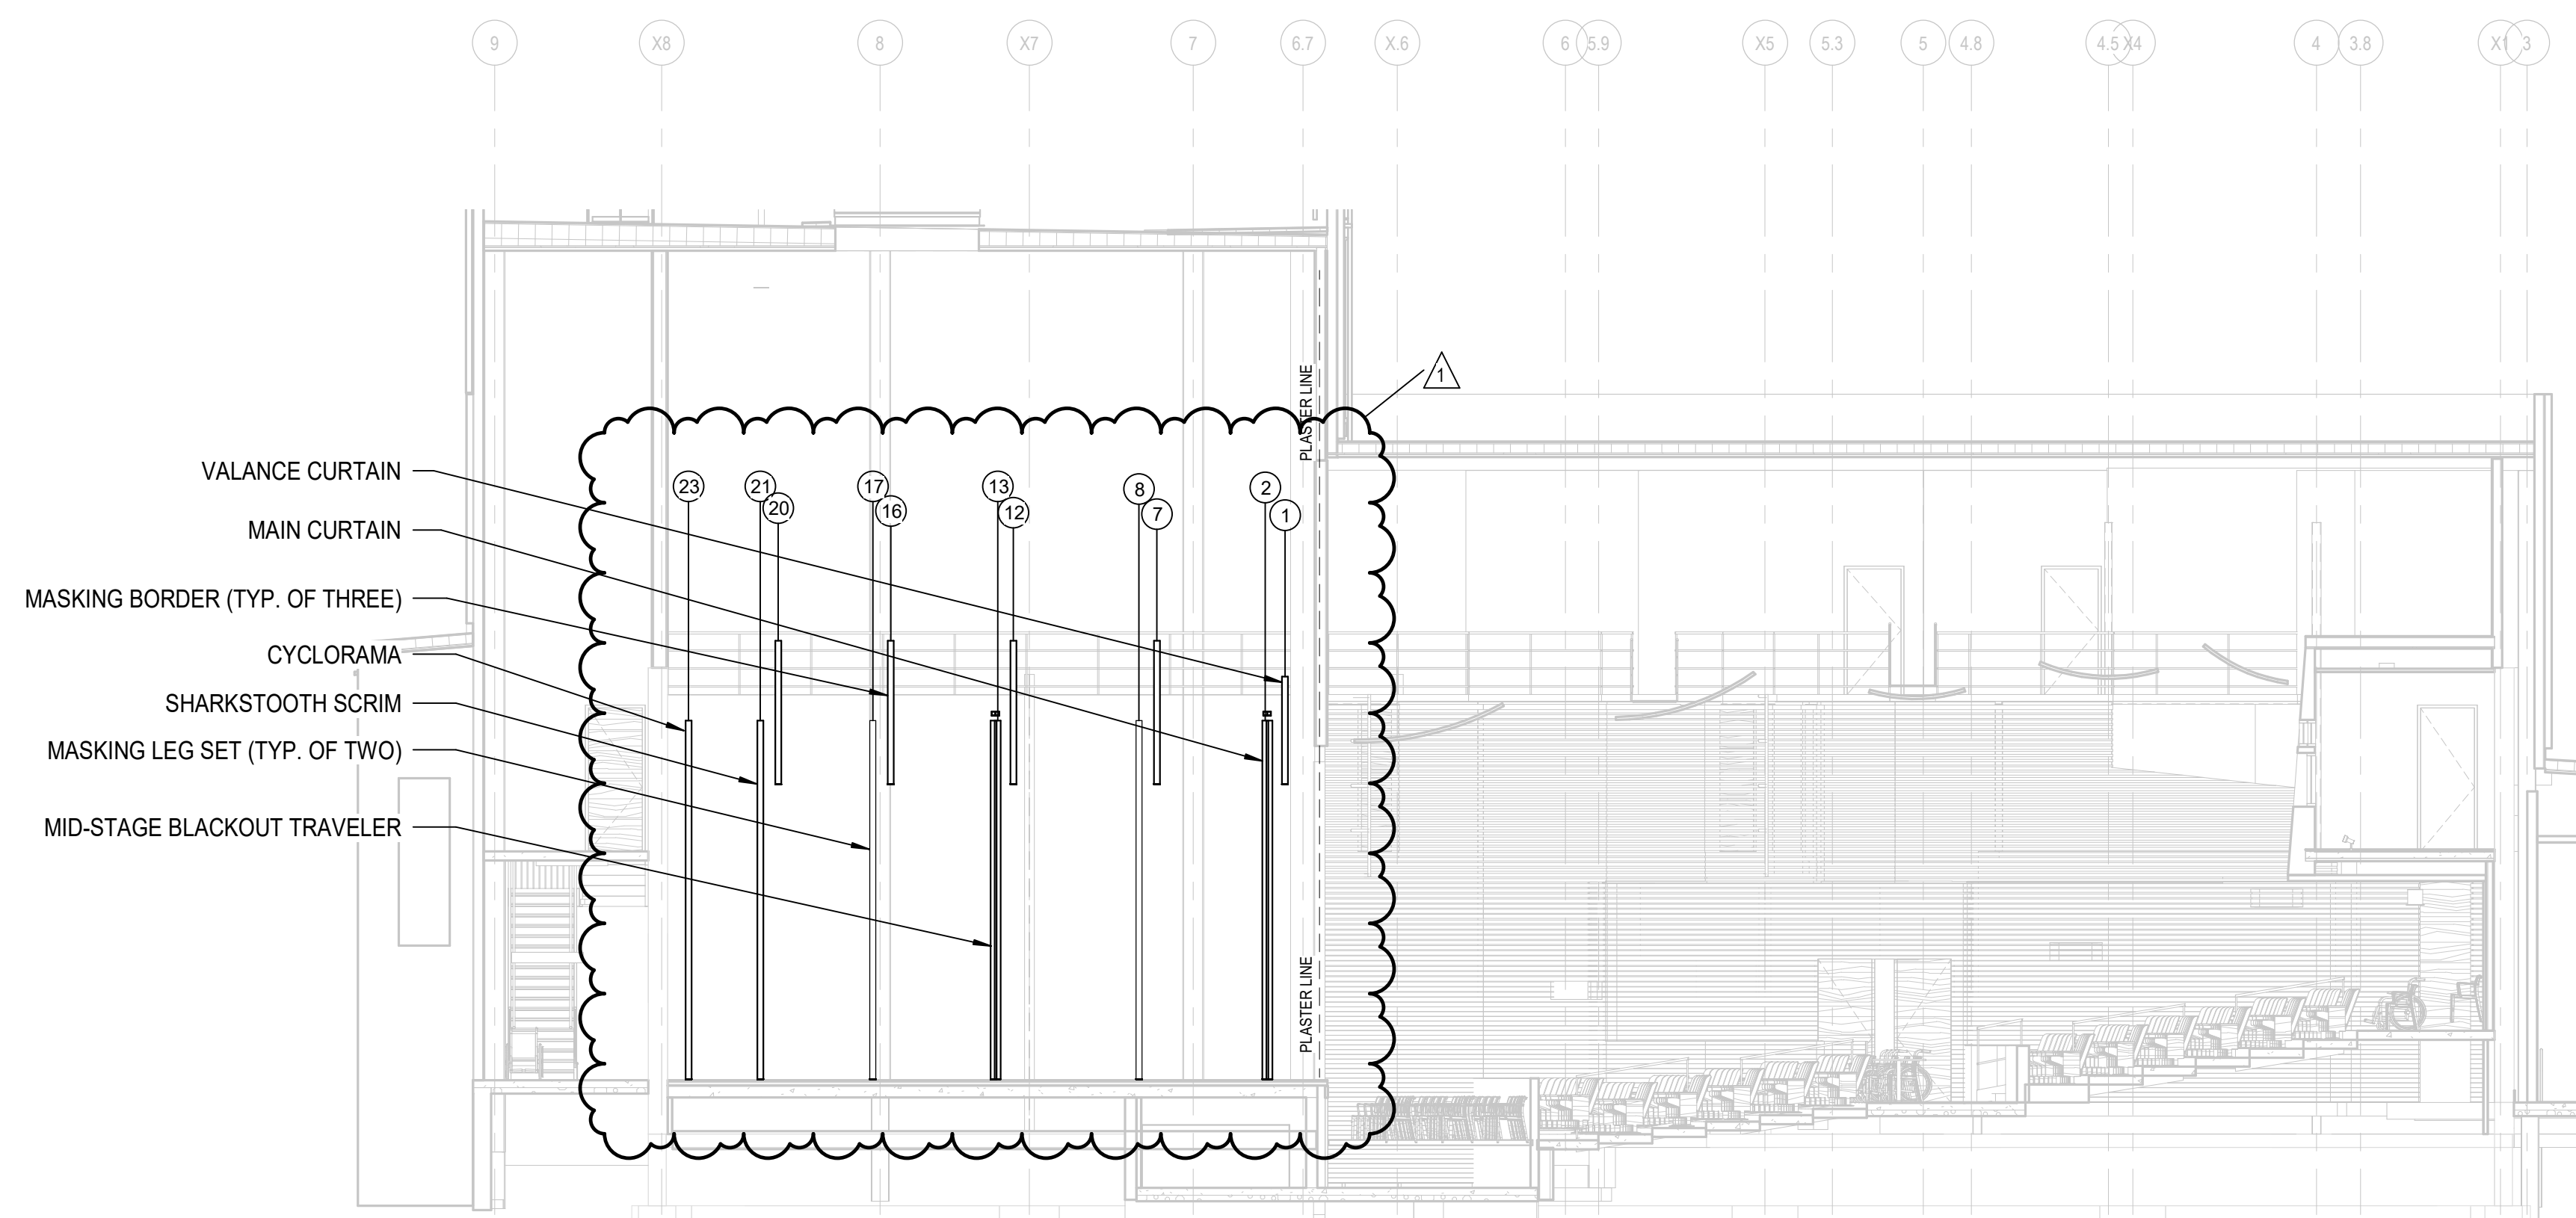 9 X8 8 X7 7 6.7 X.6 6 5.9 X5 5.3 5 4.8 4.5 X4 4 3.8 X1 3
1
PLASTER LINE
VALANCE CURTAIN
23 21 17 13 8 2
20 16 12 7 1
MAIN CURTAIN
MASKING BORDER (TYP. OF THREE)
CYCLORAMA
SHARKSTOOTH SCRIM
MASKING LEG SET (TYP. OF TWO)
MID-STAGE BLACKOUT TRAVELER
PLASTER LINE